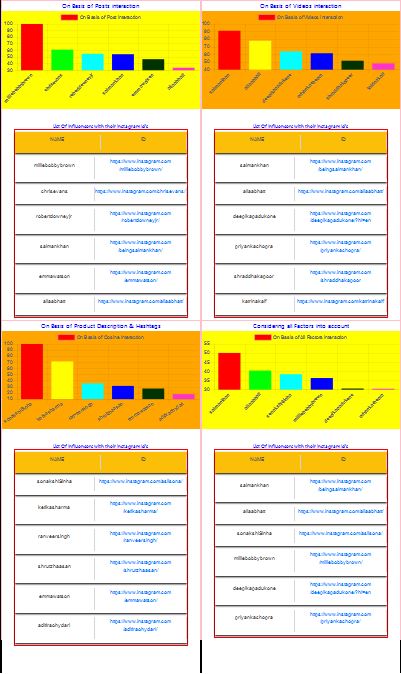 On Basis of Posts interaction
On Basis of Post interaction
100
90
80
70
60
50
40
30
milliebobbybrown
chrisevans
robertdowneyjr
salmankhan
emmawatson
aliaabhatt
List Of Influencers with their Instagram id's
NAME ID
milliebobbybrown https://www.instagram.com
/milliebobbybrown/
chrisevans https://www.instagram.com/chrisevans/
robertdowneyjr https://www.instagram.com
/robertdowneyjr/
salmankhan https://www.instagram.com
/beingsalmankhan/
emmawatson https://www.instagram.com
/emmawatson/
aliaabhatt https://www.instagram.com/aliaabhatt/
On Basis of Videos interaction
On Basis of Videos interaction
100
90
80
70
60
50
40
salmankhan
aliaabhatt
deepikapadukone
priyankachopra
shraddhakapoor
katrinakaif
List Of Influencers with their Instagram id's
NAME ID
salmankhan https://www.instagram.com
/beingsalmankhan/
aliaabhatt https://www.instagram.com/aliaabhatt/
deepikapadukone https://www.instagram.com
/deepikapadukone/?hl=en
priyankachopra https://www.instagram.com
/priyankachopra/
shraddhakapoor https://www.instagram.com
/shraddhakapoor/
katrinakaif https://www.instagram.com/katrinakaif/
On Basis of Product Description & Hashtags
On Basis of Cosine interaction
100
90
80
70
60
50
40
30
20
10
sonakshiSinha
kedikasharma
ranveersingh
shrutzhaasan
emmawatson
aditiraohydari
List Of Influencers with their Instagram id's
NAME ID
sonakshiSinha https://www.instagram.com/aslisona/
kedikasharma https://www.instagram.com
/kedikasharma/
ranveersingh https://www.instagram.com
/ranveersingh/
shrutzhaasan https://www.instagram.com
/shrutzhaasan/
emmawatson https://www.instagram.com
/emmawatson/
aditiraohydari https://www.instagram.com
/aditiraohydari/
Considering all Factors into account
On Basis of all Factors interaction
55
50
45
40
35
30
salmankhan
aliaabhatt
sonakshiSinha
milliebobbybrown
deepikapadukone
priyankachopra
List Of Influencers with their Instagram id's
NAME ID
salmankhan https://www.instagram.com
/beingsalmankhan/
aliaabhatt https://www.instagram.com/aliaabhatt/
sonakshiSinha https://www.instagram.com/aslisona/
milliebobbybrown https://www.instagram.com
/milliebobbybrown/
deepikapadukone https://www.instagram.com
/deepikapadukone/?hl=en
priyankachopra https://www.instagram.com
/priyankachopra/